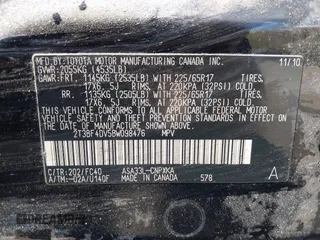 MFD.BY:TOYOTA MOTOR MANUFACTURING CANADA INC. 11/10
GVWR:2055KG (4535LB)
GAWR:FRT. 1145KG (2535LB) WITH 225/65R17 TIRES,
17X6.5J RIMS, AT 220KPA (32PSI) COLD
RR. 1135KG (2505LB) WITH 225/65R17 TIRES,
17X6.5J RIMS, AT 220KPA (32PSI) COLD
THIS VEHICLE CONFORMS TO ALL APPLICABLE FEDERAL MOTOR
VEHICLE SAFETY AND THEFT PREVENTION STANDARDS IN
EFFECT ON THE DATE OF MANUFACTURE SHOWN ABOVE.
2T3BF4DV5BW098476 MPV
C/TR:202/FC40 ASA33L-CNPXKA
A/TM:-02A/U140F MADE IN CANADA 578 A